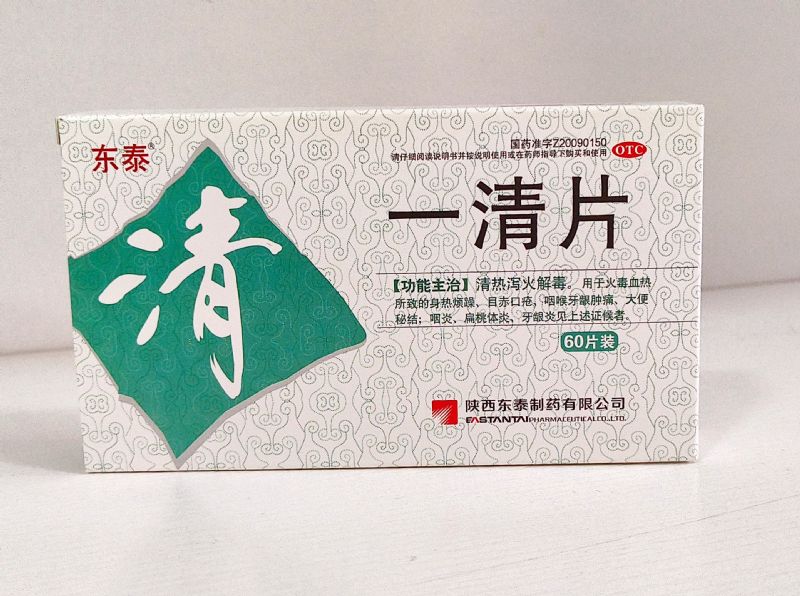 东泰®
清
国药准字Z20090150
请仔细阅读说明书并按说明使用或在药师指导下购买和使用
OTC
一清片
【功能主治】清热泻火解毒。用于火毒血热
所致的身热烦躁，目赤口疮，咽喉牙龈肿痛，大便
秘结；咽炎、扁桃体炎、牙龈炎见上述证候者。
60片装
陕西东泰制药有限公司
EASTANTAI PHARMACEUTICAL CO.,LTD.